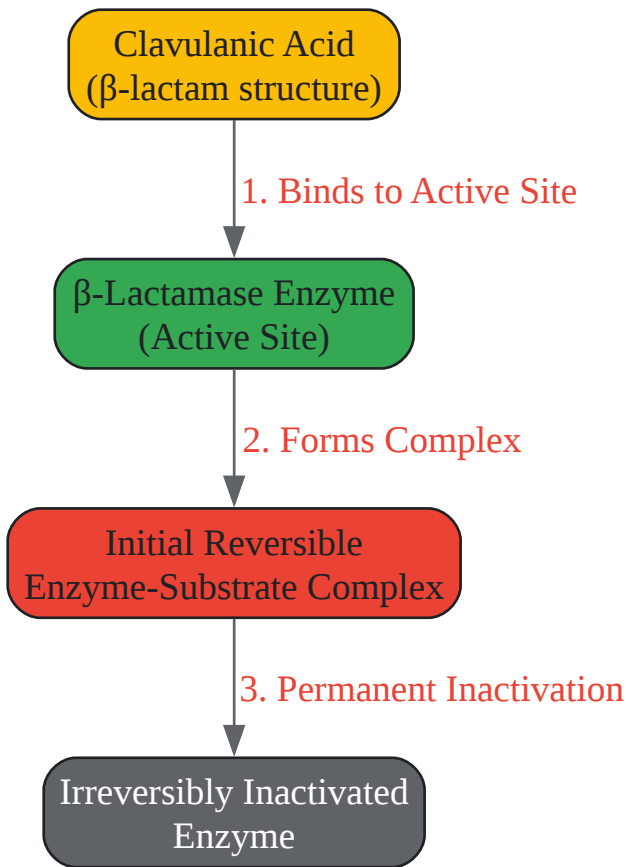 Clavulanic Acid
(β-lactam structure)
1. Binds to Active Site
β-Lactamase Enzyme
(Active Site)
2. Forms Complex
Initial Reversible
Enzyme-Substrate Complex
3. Permanent Inactivation
Irreversibly Inactivated
Enzyme